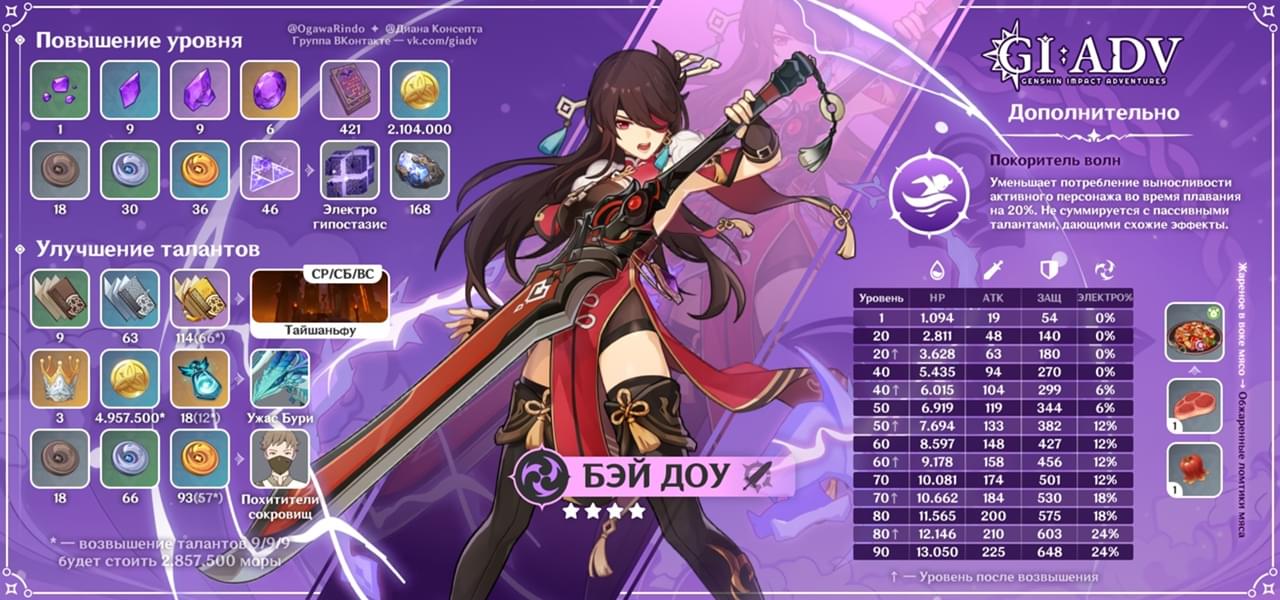 Повышение уровня
@OgawaRindo ✦ @Диана Консепта
Группа ВКонтакте — vk.com/giadv
1 9 9 6 421 2.104.000
18 30 36 46 Электро гипостазис 168
Улучшение талантов
СР/СБ/ВС
Тайшаньфу
9 63 114(66*)
3 4.957.500* 18(12*) Ужас Бури
18 66 93(57*) Похитители сокровищ
* — возвышение талантов 9/9/9
будет стоить 2.857.500 моры
БЭЙ ДОУ
GI·ADV
GENSHIN IMPACT ADVENTURES
Дополнительно
Покоритель волн
Уменьшает потребление выносливости
активного персонажа во время плавания
на 20%. Не суммируется с пассивными
талантами, дающими схожие эффекты.
Уровень HP АТК ЗАЩ ЭЛЕКТРО%
1 1.094 19 54 0%
20 2.811 48 140 0%
20↑ 3.628 63 180 0%
40 5.435 94 270 0%
40↑ 6.015 104 299 6%
50 6.919 119 344 6%
50↑ 7.694 133 382 12%
60 8.597 148 427 12%
60↑ 9.178 158 456 12%
70 10.081 174 501 12%
70↑ 10.662 184 530 18%
80 11.565 200 575 18%
80↑ 12.146 210 603 24%
90 13.050 225 648 24%
↑ — Уровень после возвышения
1
1
Жареное в воке мясо → Обжаренные ломтики мяса